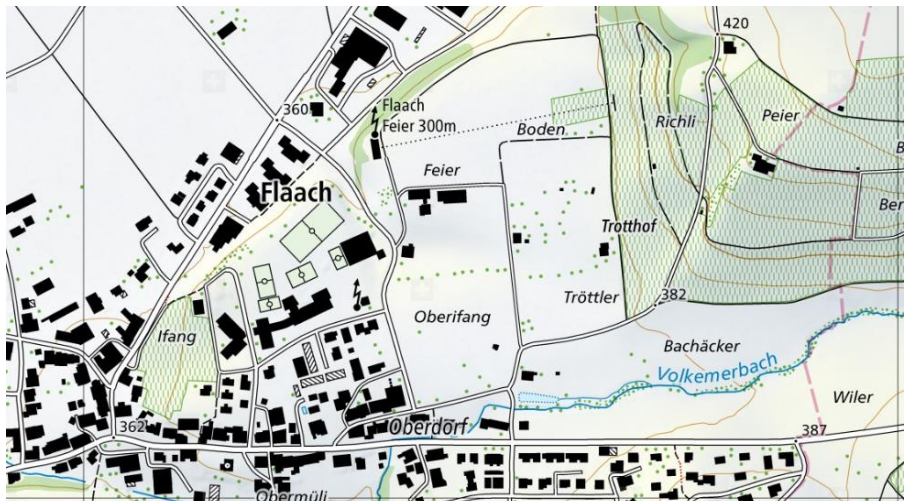 420
360
Flaach
Feier 300m
Boden
Richli
Peier
Feier
Flaach
Trotthof
Tröttler
382
Ifang
Oberifang
Bachäcker
Volkemerbach
Wiler
362
Oberdorf
387
Obermüli